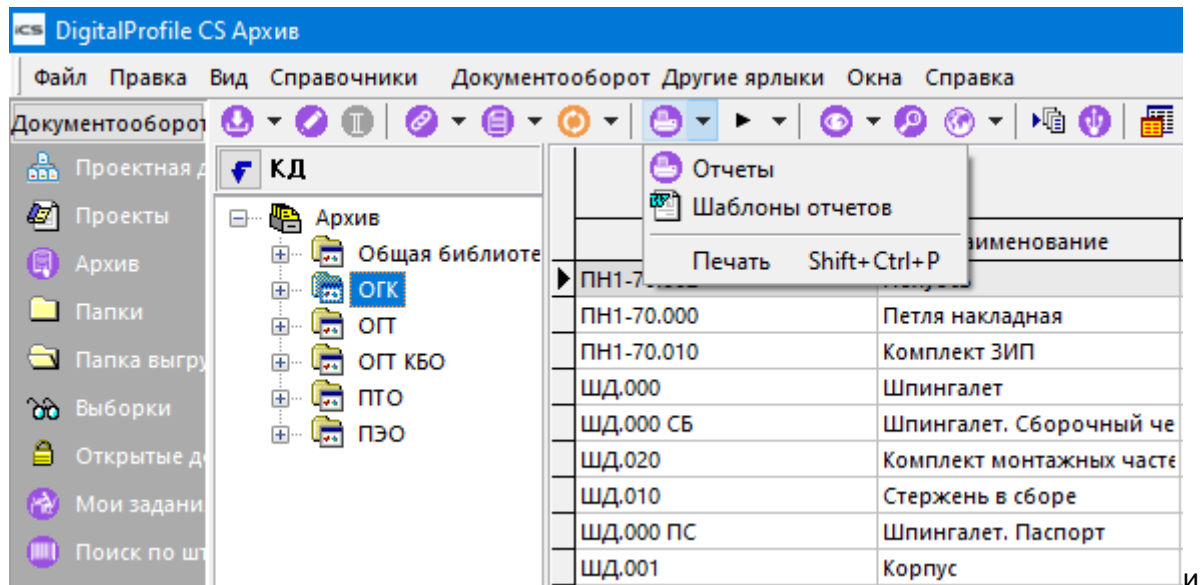 iCS DigitalProfile CS Архив
Файл Правка Вид Справочники Документооборот Другие ярлыки Окна Справка
Документооборот
Проектная д
Проекты
Архив
Папки
Папка выгру
Выборки
Открытые д
Мои задани
Поиск по шт
КД
Архив
Общая библиоте
ОГК
ОГТ
ОГТ КБО
ПТО
ПЭО
Отчеты
Шаблоны отчетов
Печать Shift+Ctrl+P
аименование
ПН1-7
ПН1-70.000 Петля накладная
ПН1-70.010 Комплект ЗИП
ШД.000 Шпингалет
ШД.000 СБ Шпингалет. Сборочный че
ШД.020 Комплект монтажных часте
ШД.010 Стержень в сборе
ШД.000 ПС Шпингалет. Паспорт
ШД.001 Корпус
и